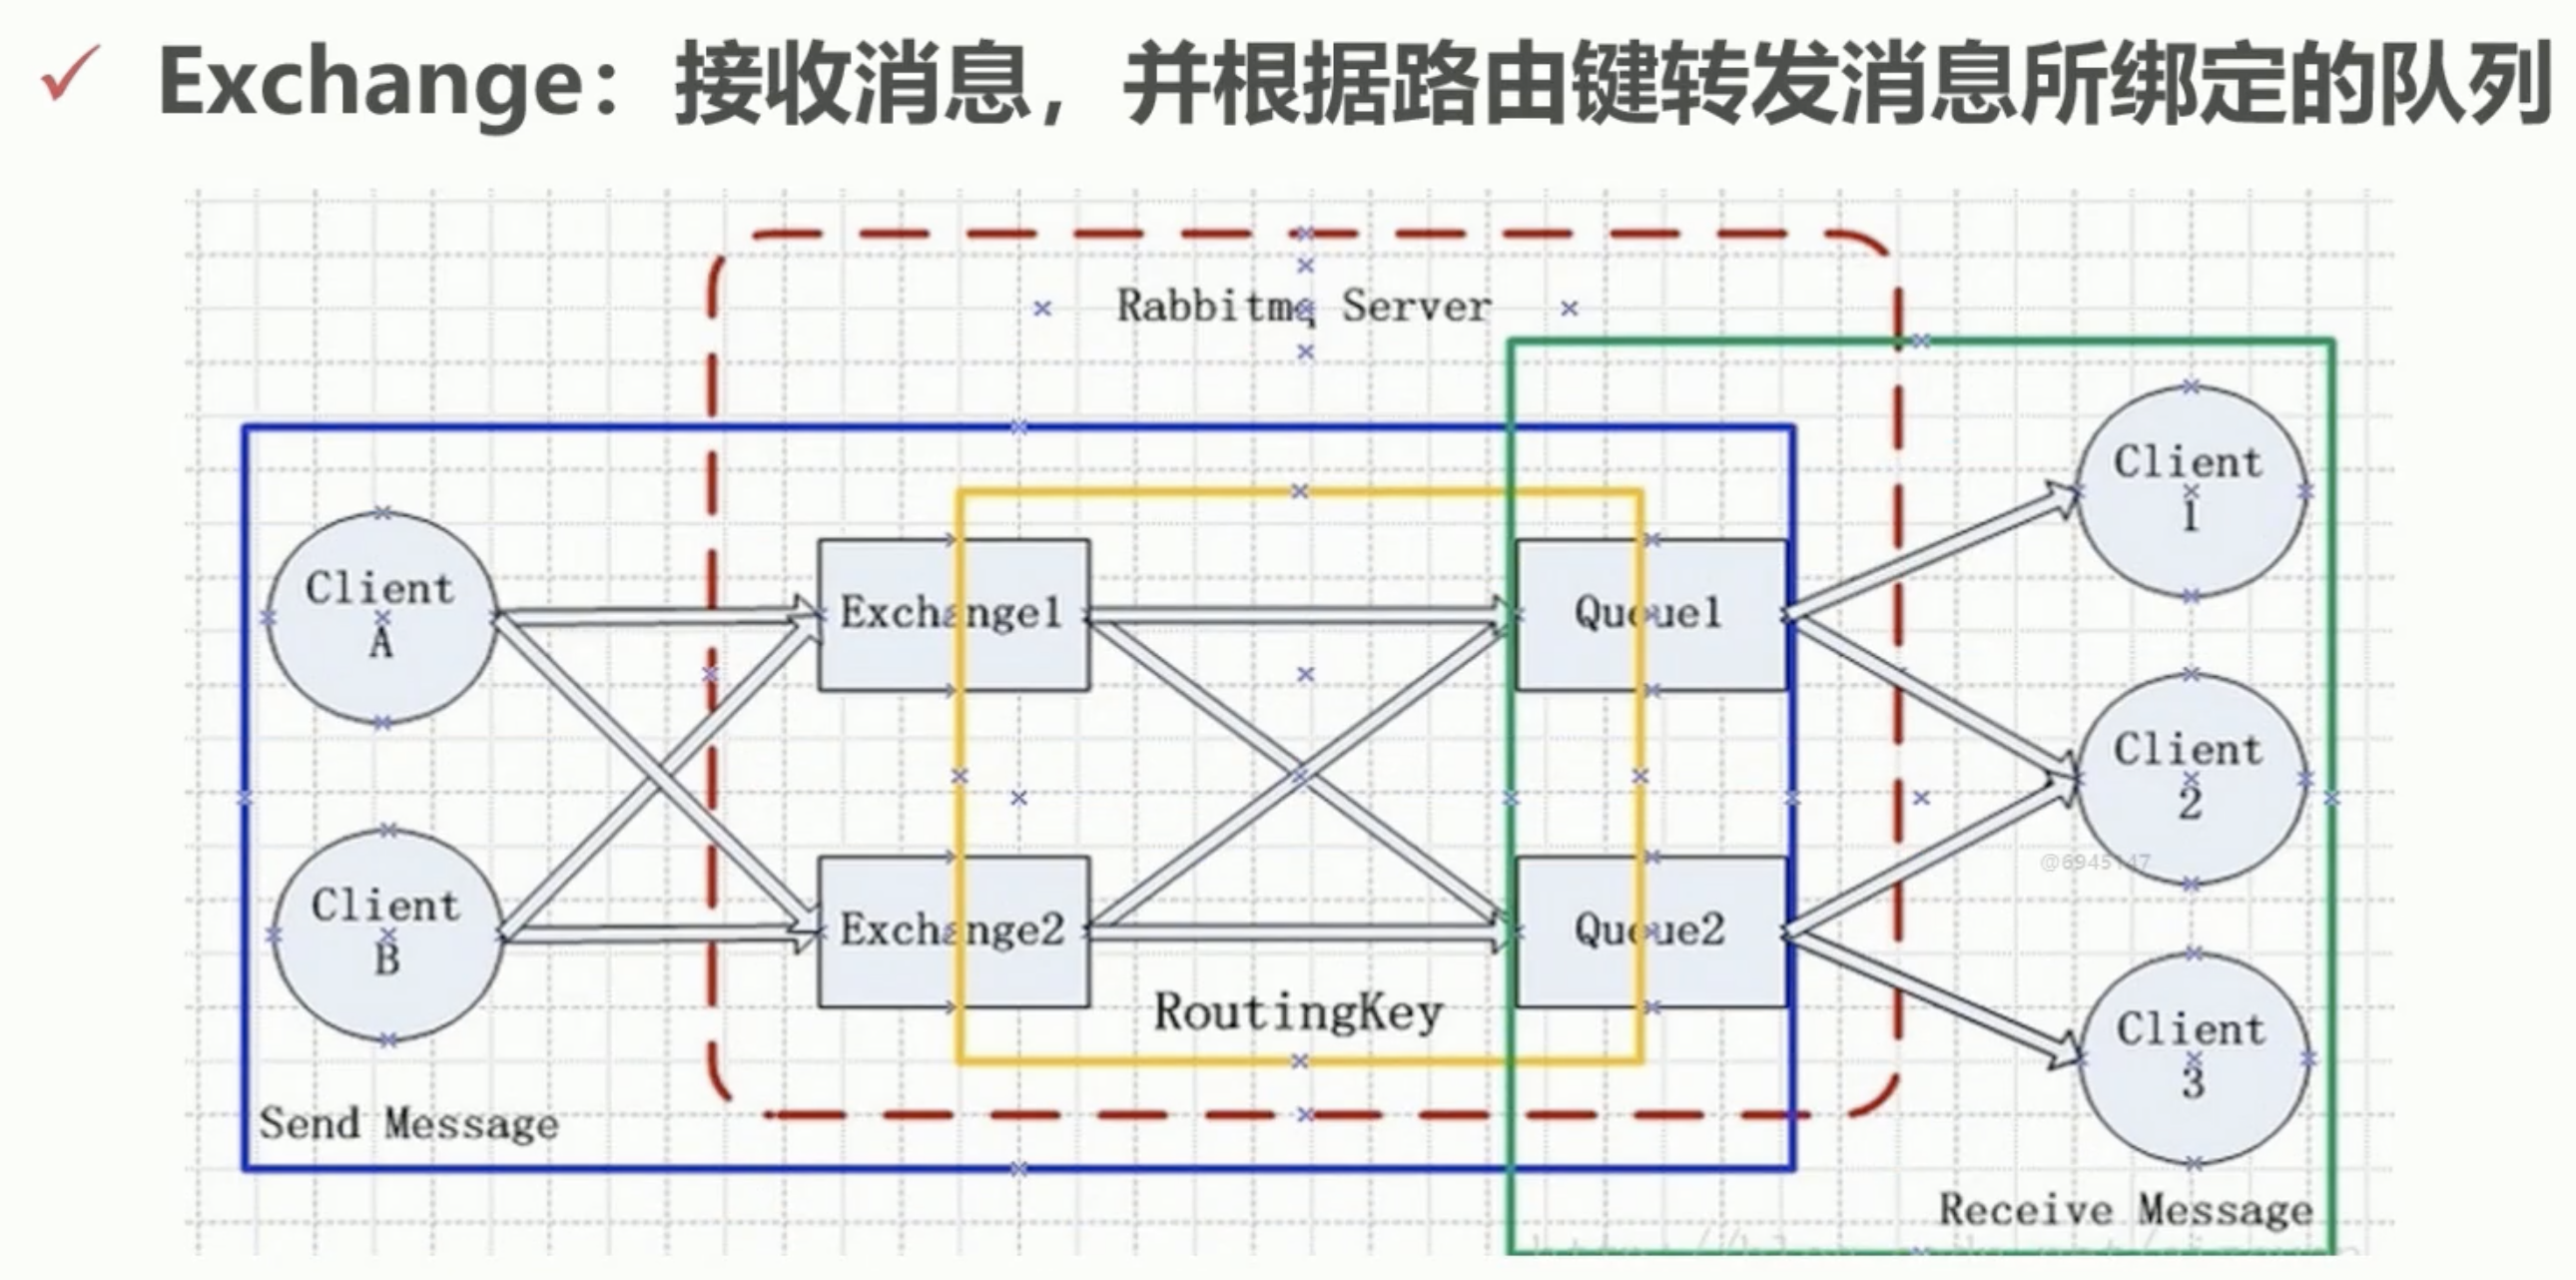 ✓ Exchange：接收消息，并根据路由键转发消息所绑定的队列
Rabbitmq Server
Client
A
Client
B
Exchange1
Exchange2
Queue1
Queue2
RoutingKey
Client
1
Client
2
@6945147
Client
3
Send Message
Receive Message